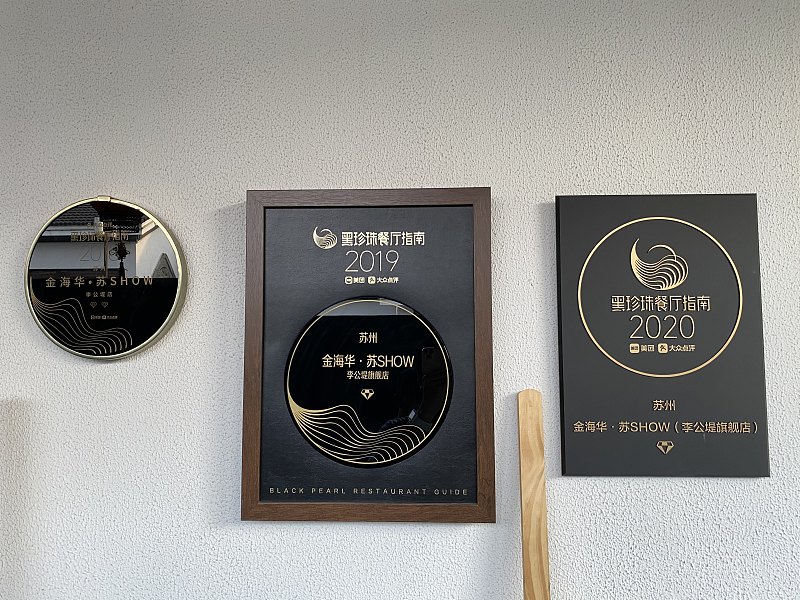 黑珍珠餐厅指南
金海华·苏SHOW
李公堤店
黑珍珠餐厅指南
2019
美团 大众点评
苏州
金海华·苏SHOW
李公堤旗舰店
BLACK PEARL RESTAURANT GUIDE
黑珍珠餐厅指南
2020
美团 大众点评
苏州
金海华·苏SHOW（李公堤旗舰店）